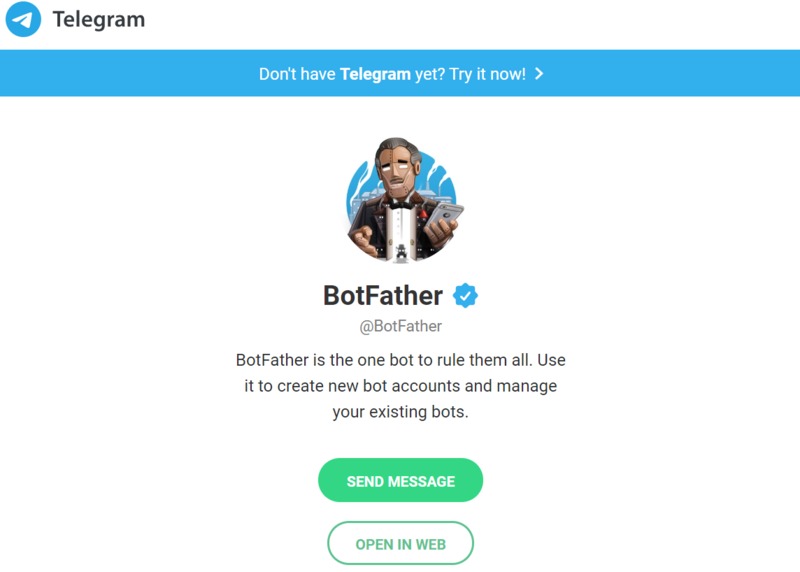 Telegram
Don't have Telegram yet? Try it now!
BotFather
@BotFather
BotFather is the one bot to rule them all. Use
it to create new bot accounts and manage
your existing bots.
SEND MESSAGE
OPEN IN WEB